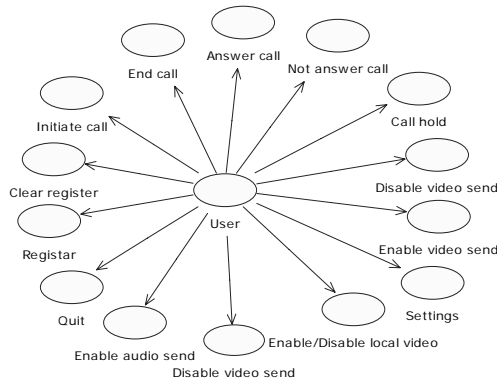 Answer call
Not answer call
End call
Call hold
Initiate call
Disable video send
Clear register
User
Enable video send
Registar
Settings
Quit
Enable/Disable local video
Enable audio send
Disable video send